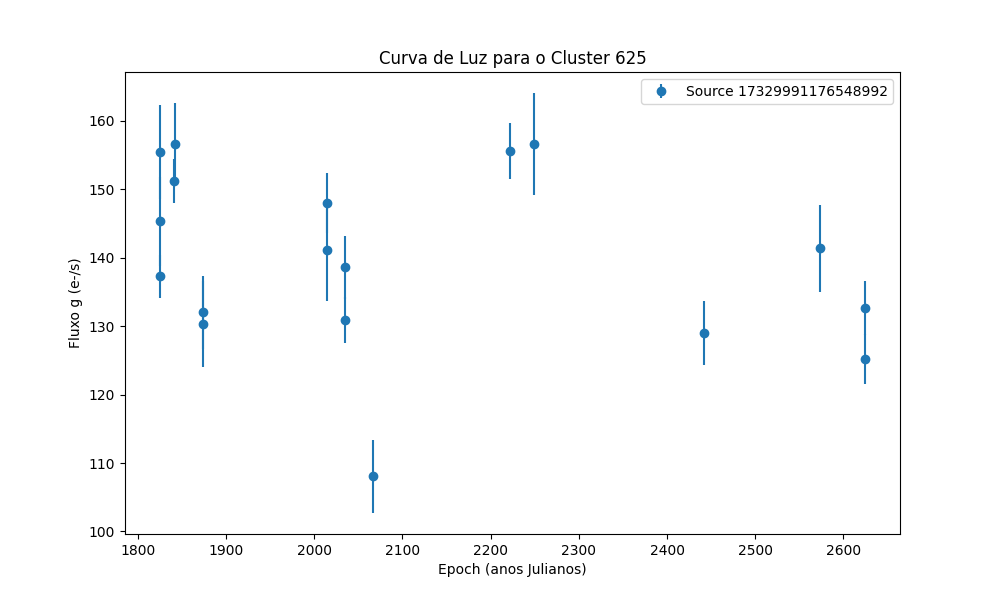 Curva de Luz para o Cluster 625
Source 17329991176548992
Fluxo g (e-/s)
160
150
140
130
120
110
100
1800 1900 2000 2100 2200 2300 2400 2500 2600
Epoch (anos Julianos)